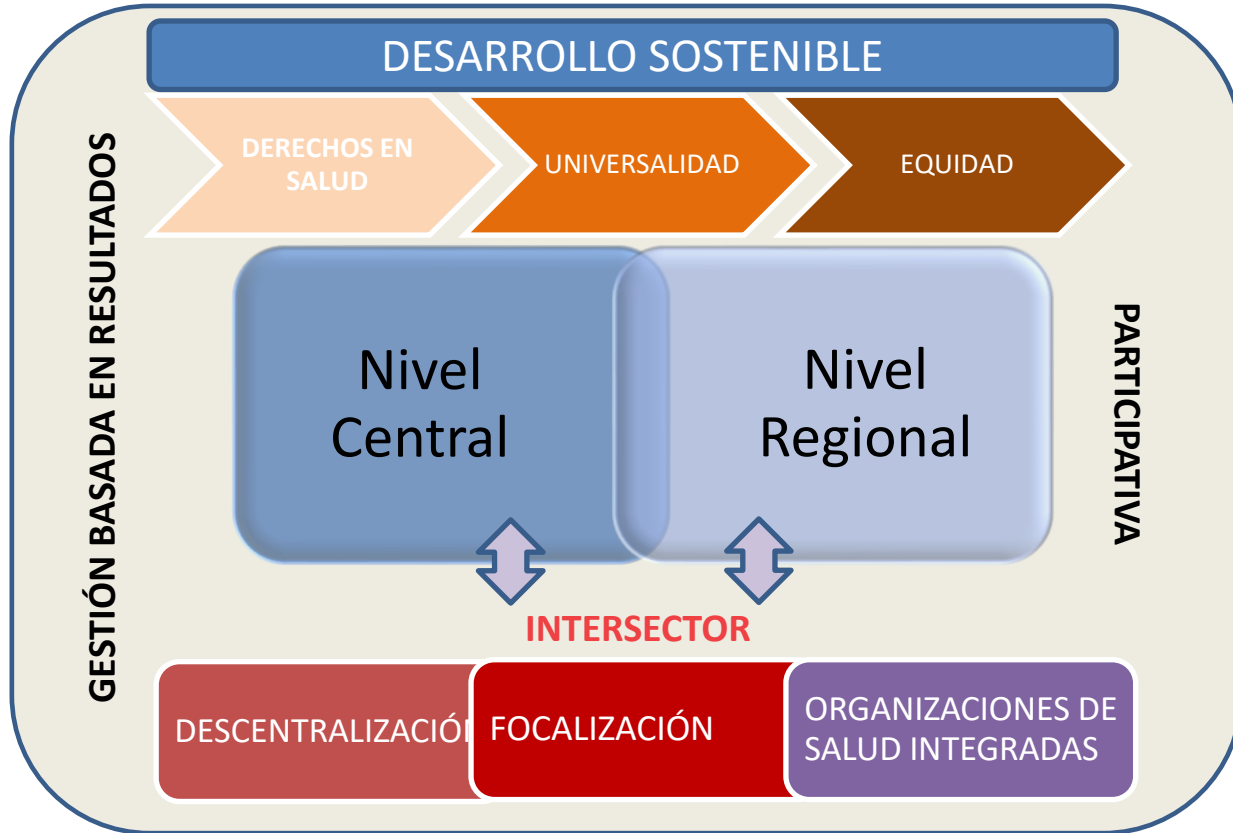 DESARROLLO SOSTENIBLE
DERECHOS EN
SALUD
UNIVERSALIDAD
EQUIDAD
GESTIÓN BASADA EN RESULTADOS
Nivel
Central
Nivel
Regional
PARTICIPATIVA
INTERSECTOR
DESCENTRALIZACIÓN
FOCALIZACIÓN
ORGANIZACIONES DE
SALUD INTEGRADAS